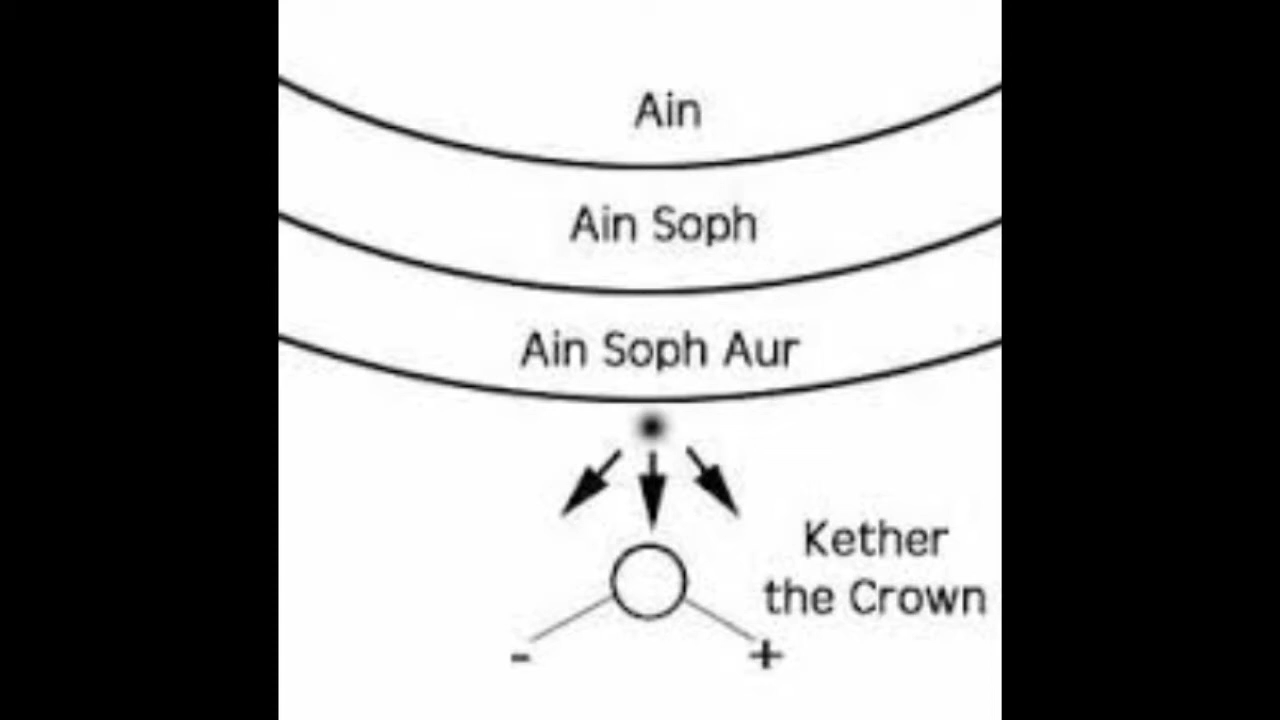 Ain
Ain Soph
Ain Soph Aur
Kether
the Crown
- +